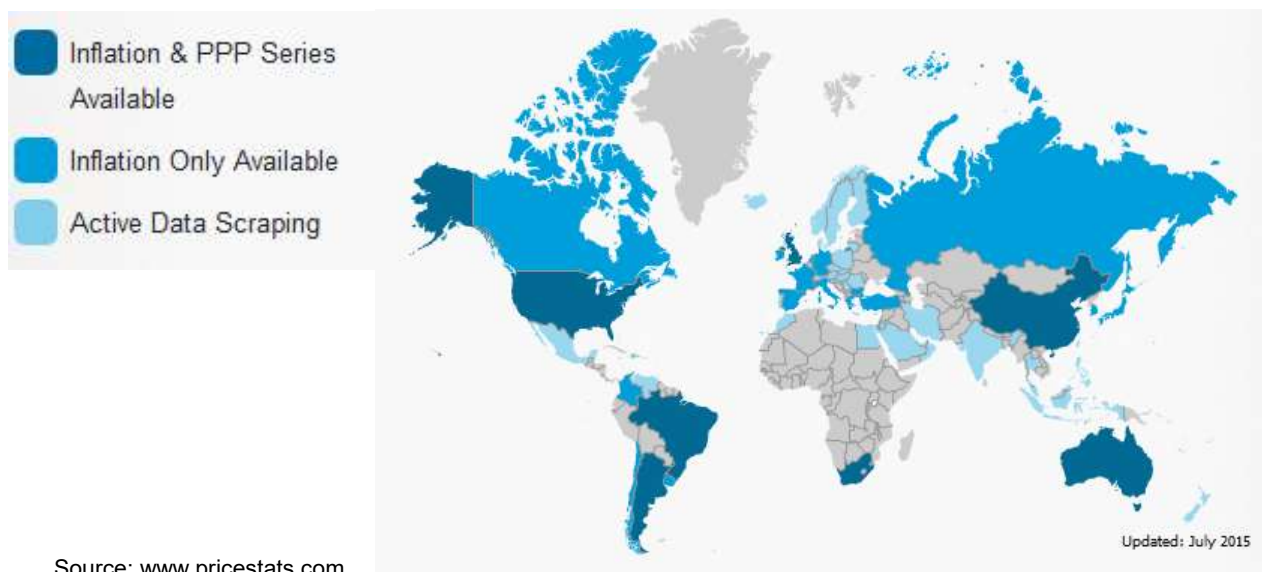 Inflation & PPP Series
Available
Inflation Only Available
Active Data Scraping
Updated: July 2015
Source: www.pricestats.com